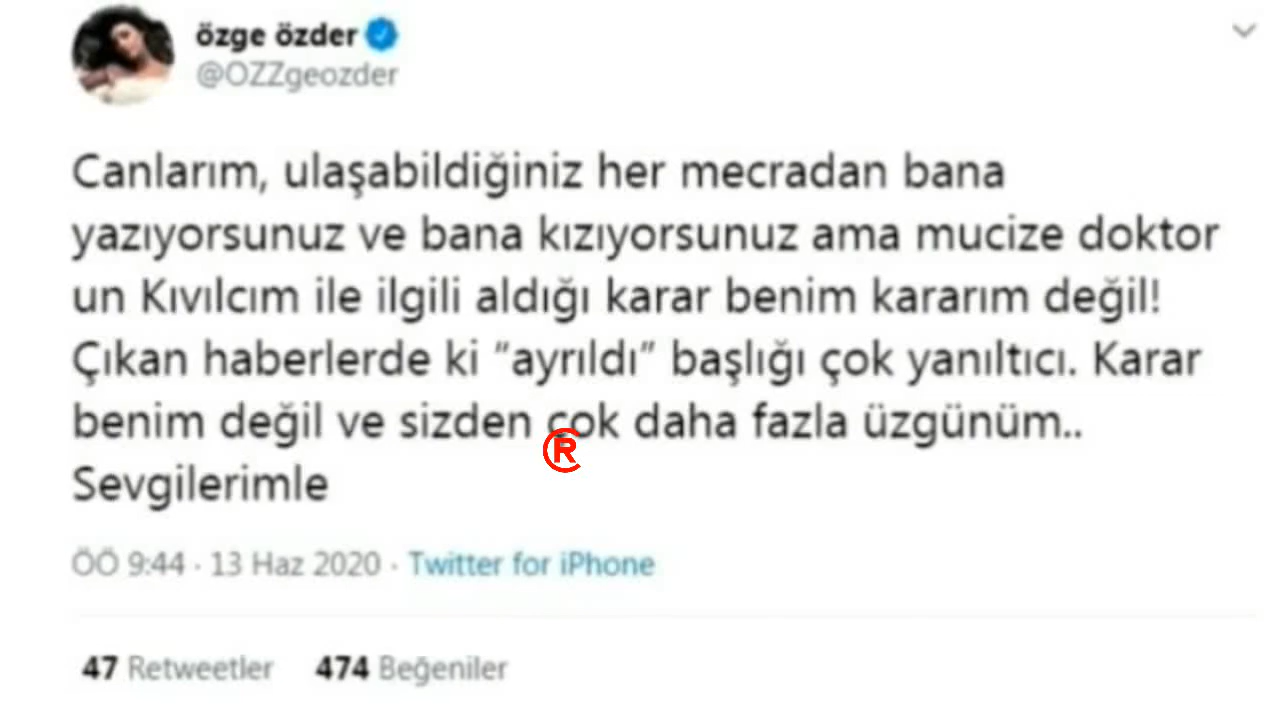 özge özder
@OZZgeozder
Canlarım, ulaşabildiğiniz her mecradan bana
yazıyorsunuz ve bana kızıyorsunuz ama mucize doktor
un Kıvılcım ile ilgili aldığı karar benim kararım değil!
Çıkan haberlerde ki “ayrıldı” başlığı çok yanıltıcı. Karar
benim değil ve sizden çok daha fazla üzgünüm..
Sevgilerimle
R
ÖÖ 9:44 · 13 Haz 2020 · Twitter for iPhone
47 Retweetler 474 Beğeniler